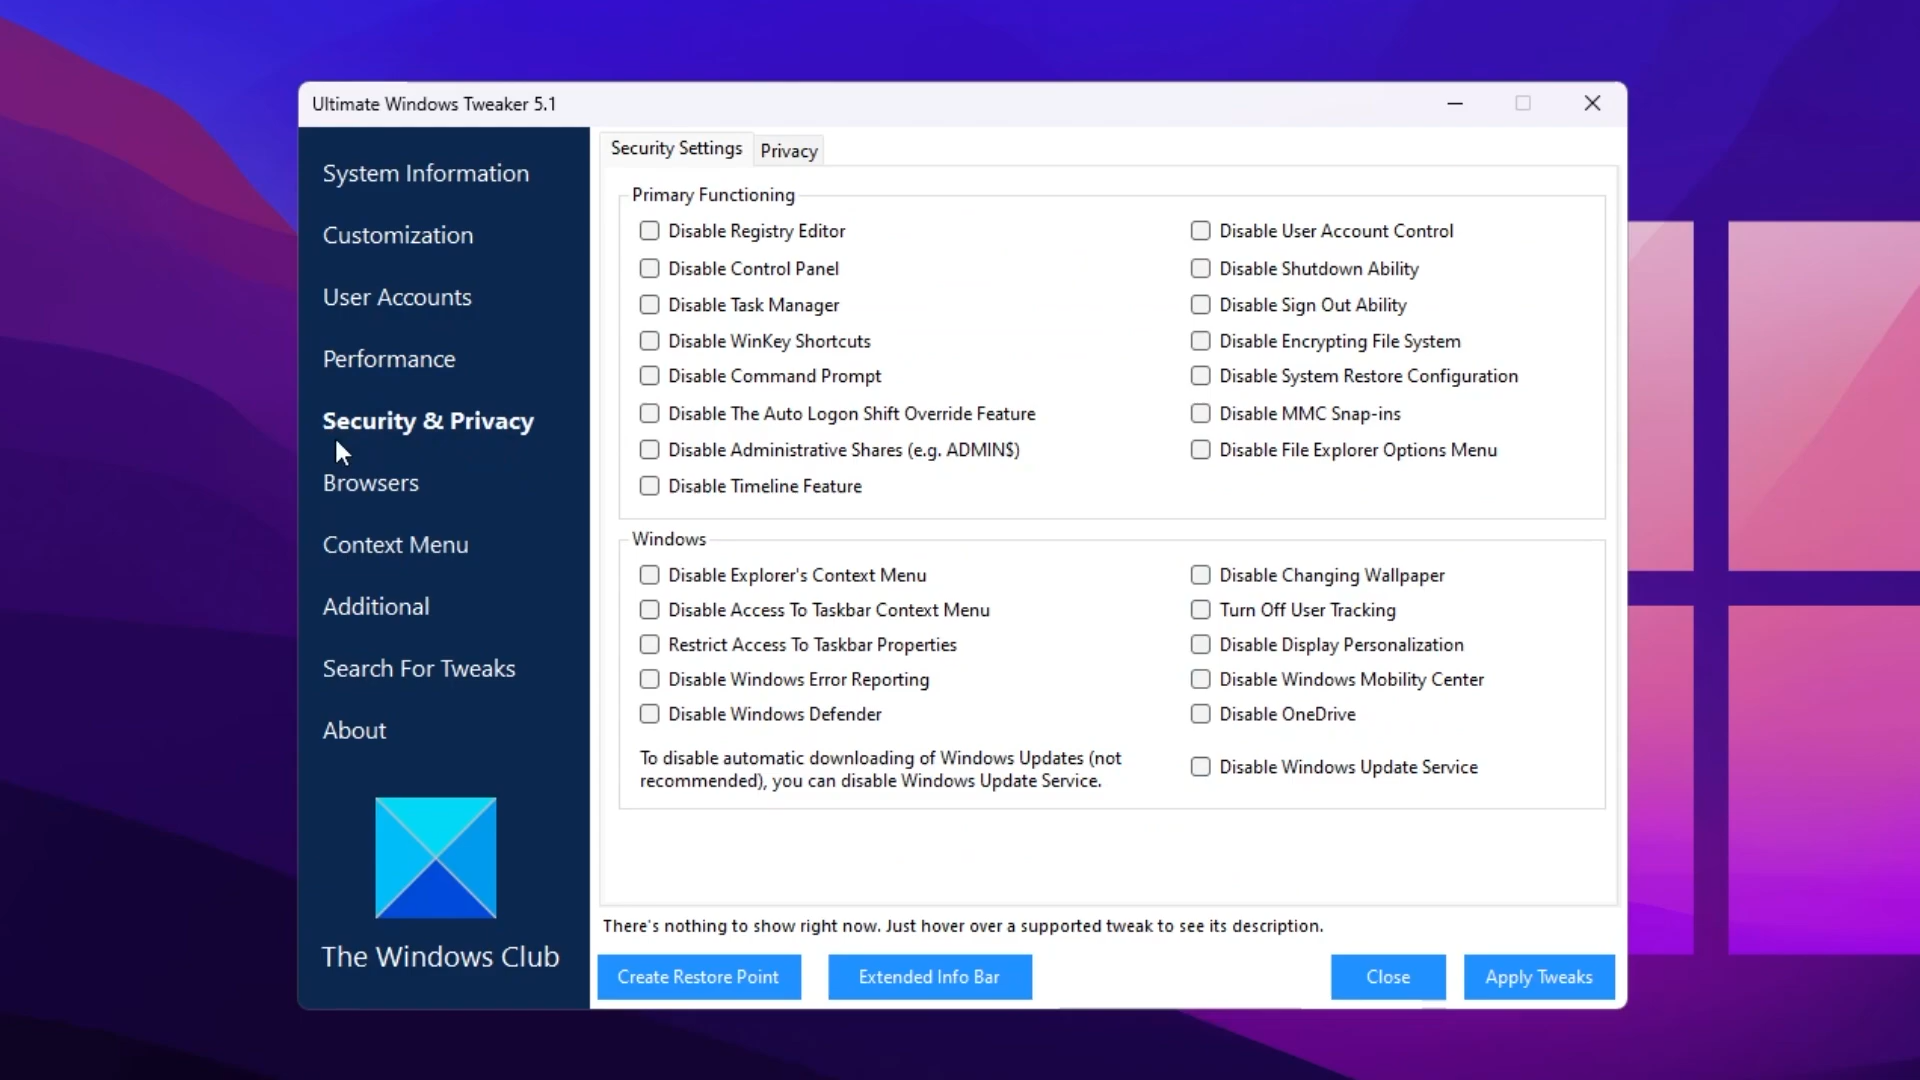 Ultimate Windows Tweaker 5.1
System Information
Customization
User Accounts
Performance
Security & Privacy
Browsers
Context Menu
Additional
Search For Tweaks
About
The Windows Club
Security Settings
Privacy
Primary Functioning
Disable Registry Editor
Disable Control Panel
Disable Task Manager
Disable WinKey Shortcuts
Disable Command Prompt
Disable The Auto Logon Shift Override Feature
Disable Administrative Shares (e.g. ADMIN$)
Disable Timeline Feature
Disable User Account Control
Disable Shutdown Ability
Disable Sign Out Ability
Disable Encrypting File System
Disable System Restore Configuration
Disable MMC Snap-ins
Disable File Explorer Options Menu
Windows
Disable Explorer's Context Menu
Disable Access To Taskbar Context Menu
Restrict Access To Taskbar Properties
Disable Windows Error Reporting
Disable Windows Defender
To disable automatic downloading of Windows Updates (not
recommended), you can disable Windows Update Service.
Disable Changing Wallpaper
Turn Off User Tracking
Disable Display Personalization
Disable Windows Mobility Center
Disable OneDrive
Disable Windows Update Service
There's nothing to show right now. Just hover over a supported tweak to see its description.
Create Restore Point
Extended Info Bar
Close
Apply Tweaks